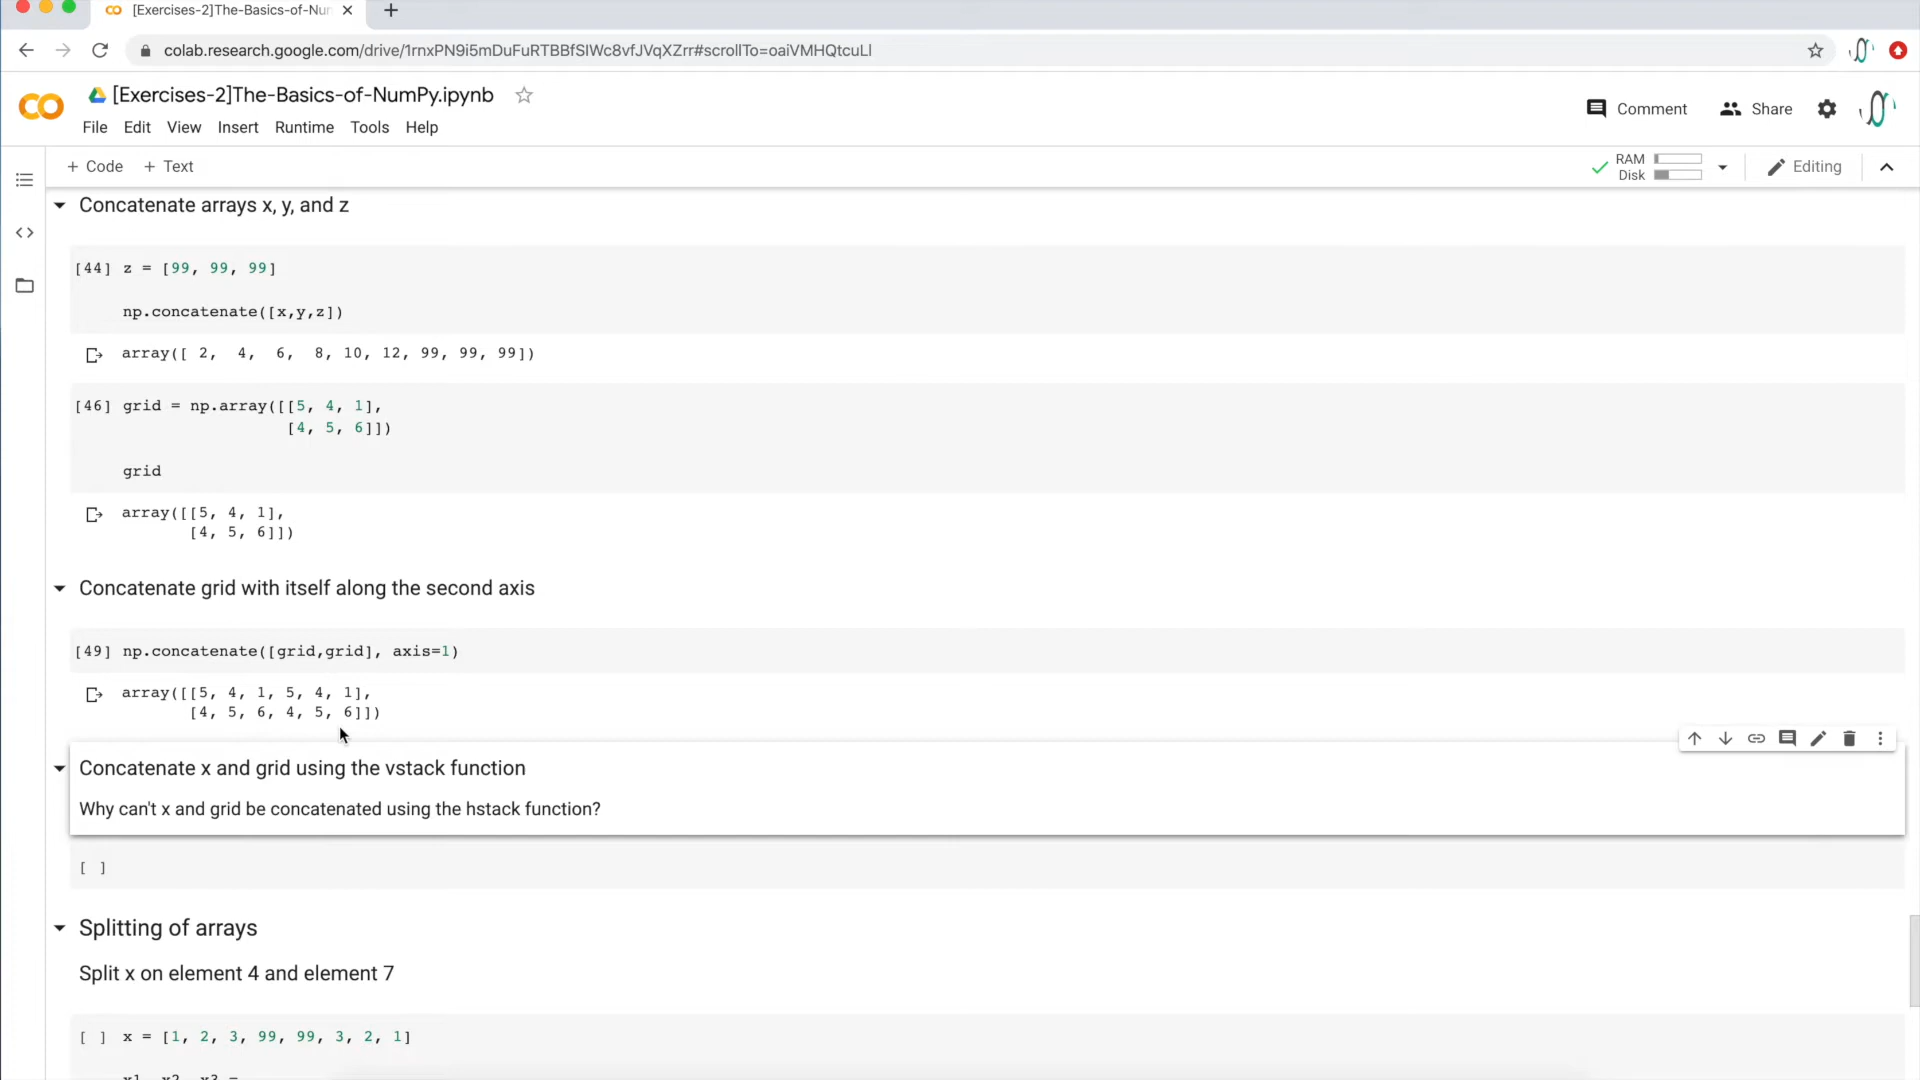 [Exercises-2]The-Basics-of-Nu
colab.research.google.com/drive/1rnxPN9i5mDuFuRTBBfSlWc8vfJVqXZrr#scrollTo=oaiVMHQtcuLl
[Exercises-2]The-Basics-of-NumPy.ipynb
Comment Share
File Edit View Insert Runtime Tools Help
+ Code + Text
RAM
Disk
Editing
Concatenate arrays x, y, and z
[44] z = [99, 99, 99]
np.concatenate([x,y,z])
array([ 2, 4, 6, 8, 10, 12, 99, 99, 99])
[46] grid = np.array([[5, 4, 1],
[4, 5, 6]])
grid
array([[5, 4, 1],
[4, 5, 6]])
Concatenate grid with itself along the second axis
[49] np.concatenate([grid,grid], axis=1)
array([[5, 4, 1, 5, 4, 1],
[4, 5, 6, 4, 5, 6]])
Concatenate x and grid using the vstack function
Why can't x and grid be concatenated using the hstack function?
[ ]
Splitting of arrays
Split x on element 4 and element 7
[ ] x = [1, 2, 3, 99, 99, 3, 2, 1]
x1, x2, x3 =